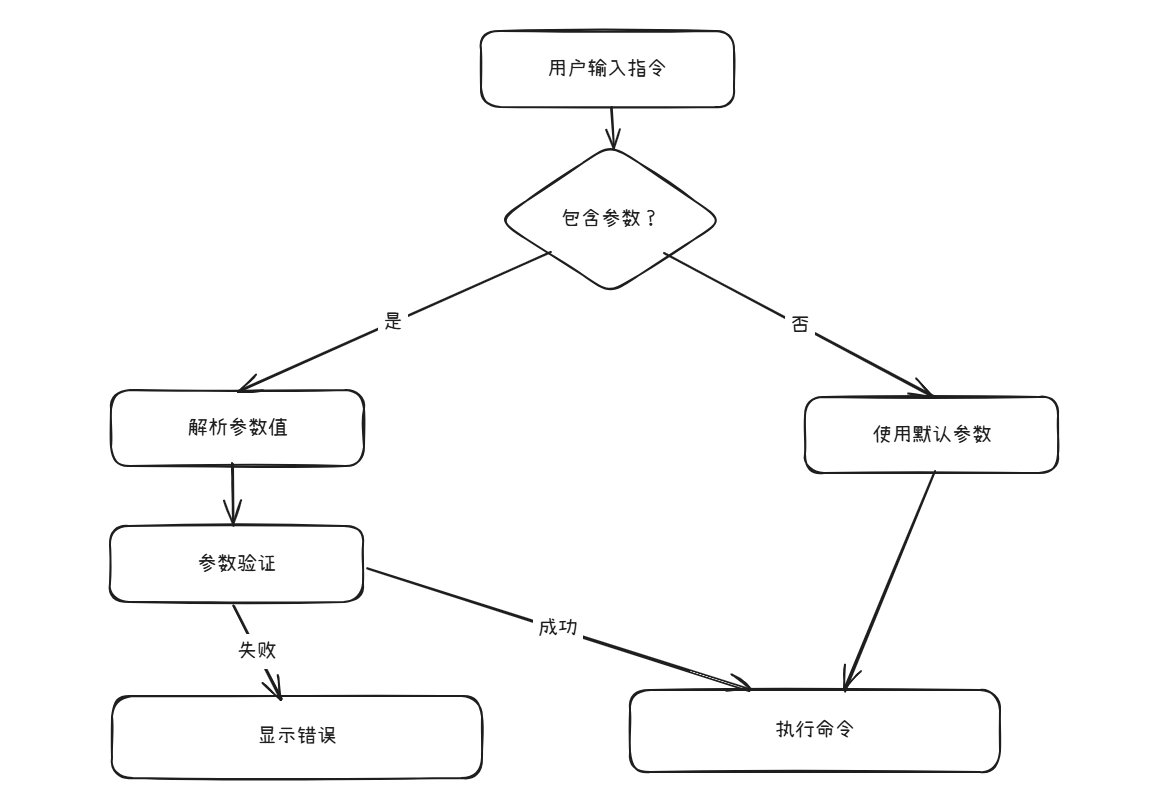 用户输入指令
包含参数？
是
否
解析参数值
使用默认参数
参数验证
成功
失败
显示错误
执行命令